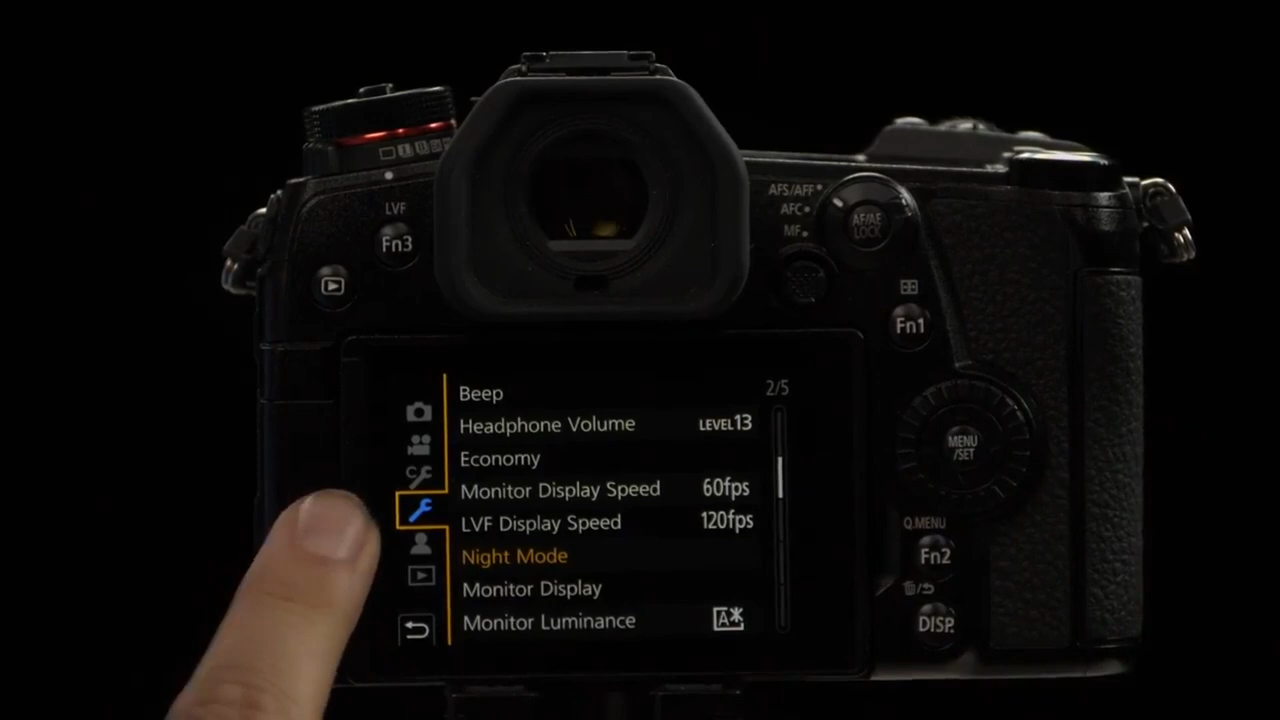 LVF
Fn3
AFS/AFF
AFC
MF
AF/AE
LOCK
Fn1
Beep
2/5
Headphone Volume LEVEL13
Economy
Monitor Display Speed 60fps
LVF Display Speed 120fps
Night Mode
Monitor Display
Monitor Luminance A*
C
MENU
/SET
Q.MENU
Fn2
DISP.